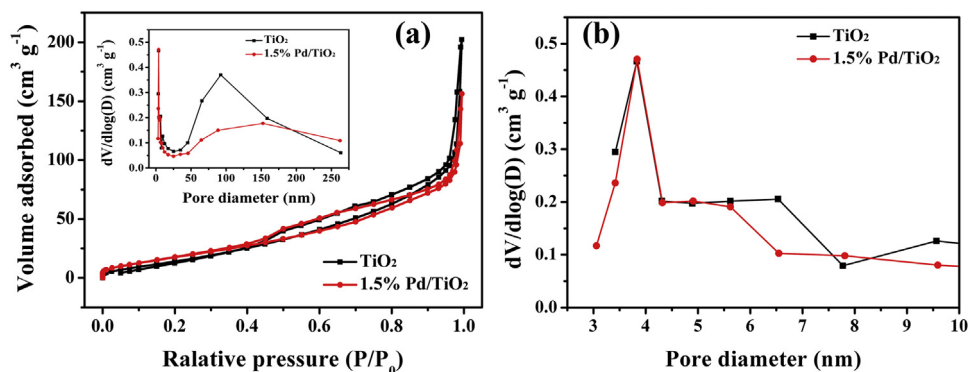 (a)
Volume adsorbed (cm³ g⁻¹)
200
150
100
50
25
0
0.0 0.2 0.4 0.6 0.8 1.0
Ralative pressure (P/P₀)
TiO₂
1.5% Pd/TiO₂
dV/dlog(D) (cm³ g⁻¹)
0.5
0.4
0.3
0.2
0.1
0.0
0 50 100 150 200 250
Pore diameter (nm)
TiO₂
1.5% Pd/TiO₂
(b)
dV/dlog(D) (cm³ g⁻¹)
0.5
0.4
0.3
0.2
0.1
0.0
3 4 5 6 7 8 9 10
Pore diameter (nm)
TiO₂
1.5% Pd/TiO₂